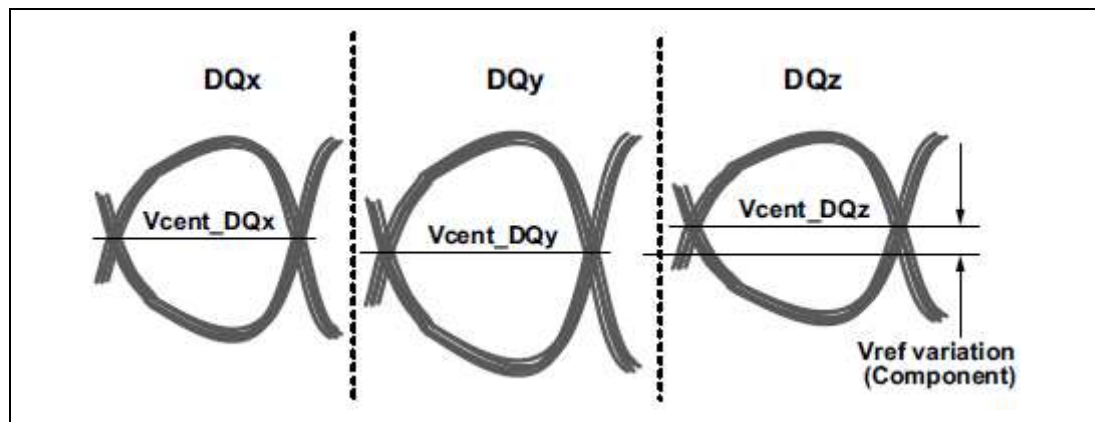 DQx
DQy
DQz
Vcent_DQx
Vcent_DQy
Vcent_DQz
Vref variation
(Component)